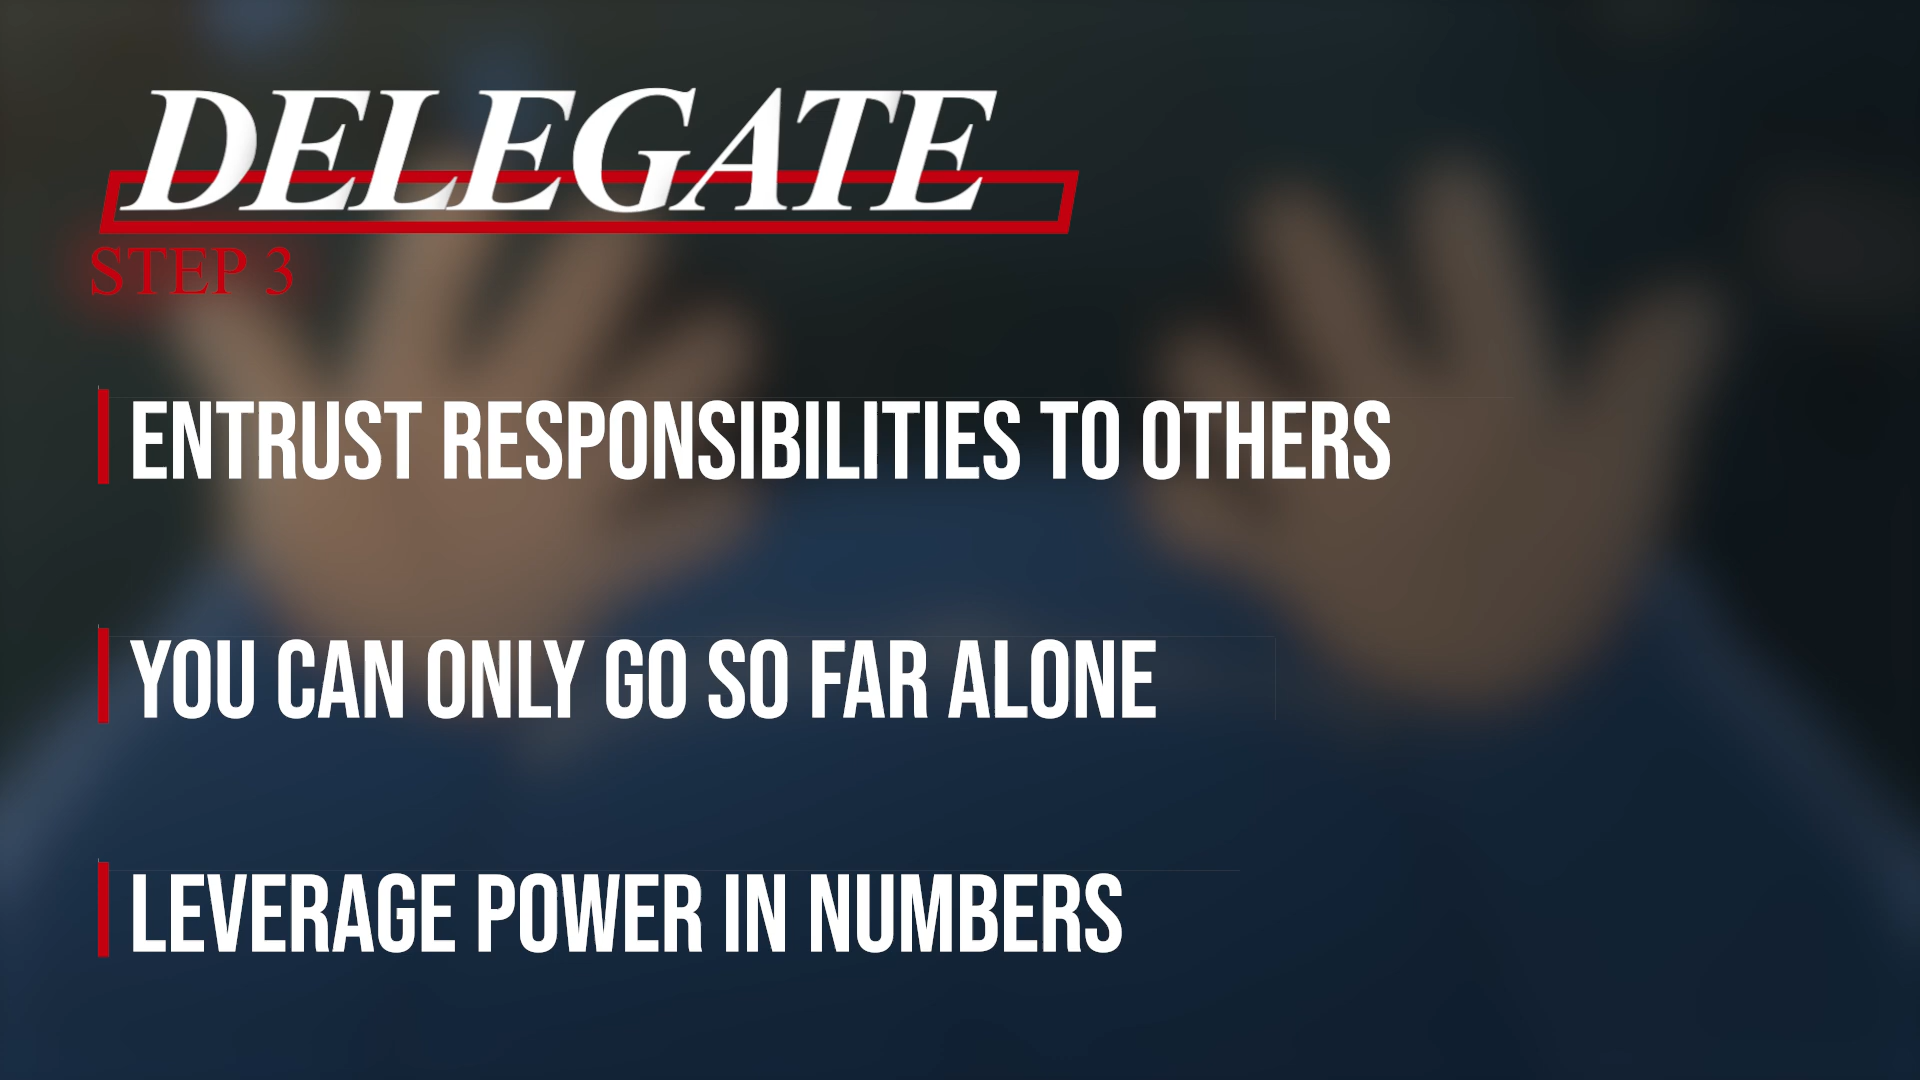 DELEGATE
STEP 3
ENTRUST RESPONSIBILITIES TO OTHERS
YOU CAN ONLY GO SO FAR ALONE
LEVERAGE POWER IN NUMBERS